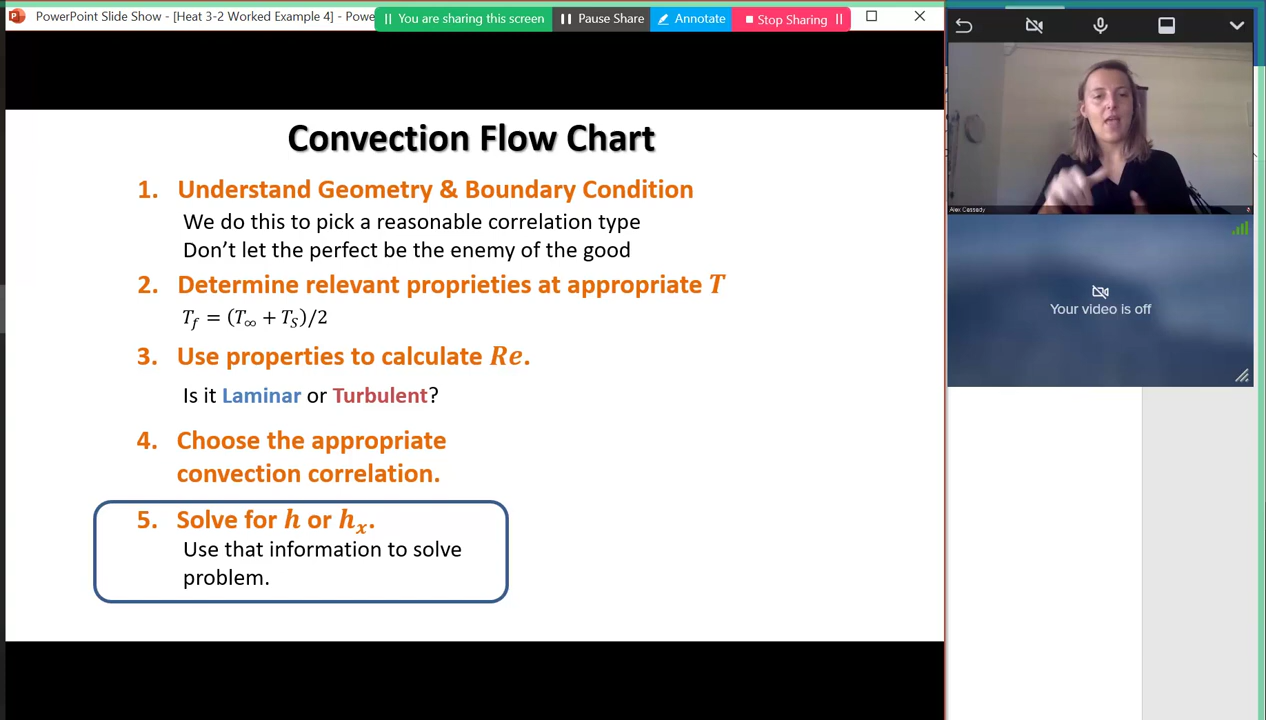 PowerPoint Slide Show - [Heat 3-2 Worked Example 4] - Powe
You are sharing this screen
Pause Share
Annotate
Stop Sharing
Convection Flow Chart
1. Understand Geometry & Boundary Condition
We do this to pick a reasonable correlation type
Don't let the perfect be the enemy of the good
2. Determine relevant proprieties at appropriate T
T_f = (T_∞ + T_S)/2
3. Use properties to calculate Re.
Is it Laminar or Turbulent?
4. Choose the appropriate
convection correlation.
5. Solve for h or h_x.
Use that information to solve
problem.
Alex Cassady
Your video is off